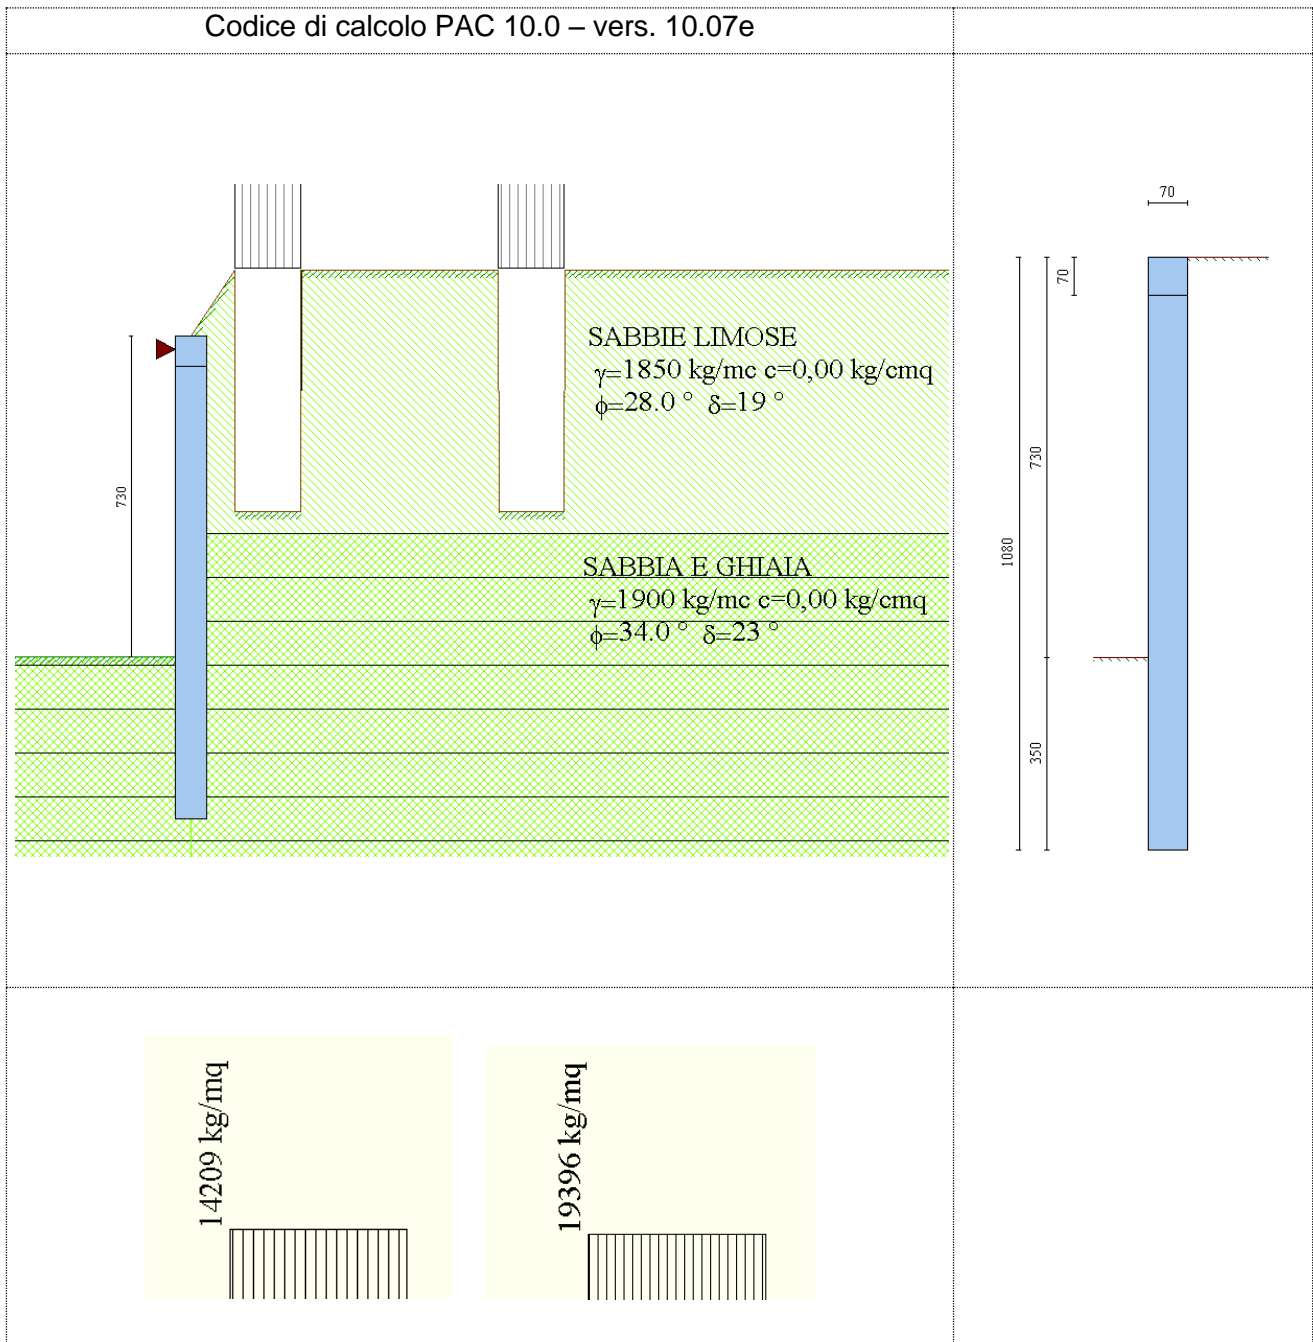 Codice di calcolo PAC 10.0 – vers. 10.07e
SABBIE LIMOSE
γ=1850 kg/mc c=0,00 kg/cmq
ϕ=28.0 ° δ=19 °
730
SABBIA E GHIAIA
γ=1900 kg/mc c=0,00 kg/cmq
ϕ=34.0 ° δ=23 °
70
70
730
1080
350
14209 kg/mq
19396 kg/mq